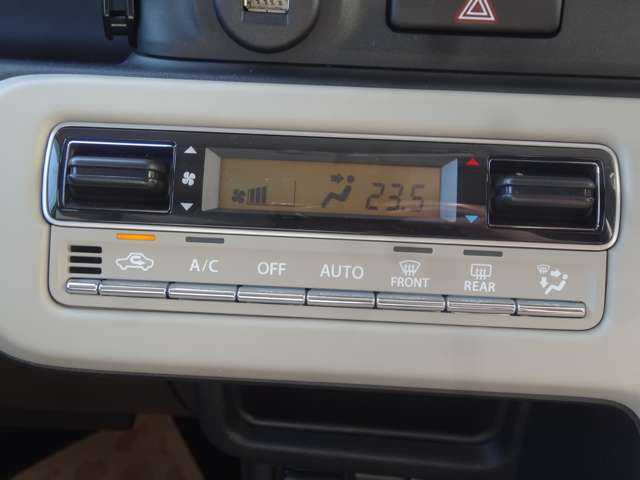 23.5
A/C OFF AUTO FRONT REAR